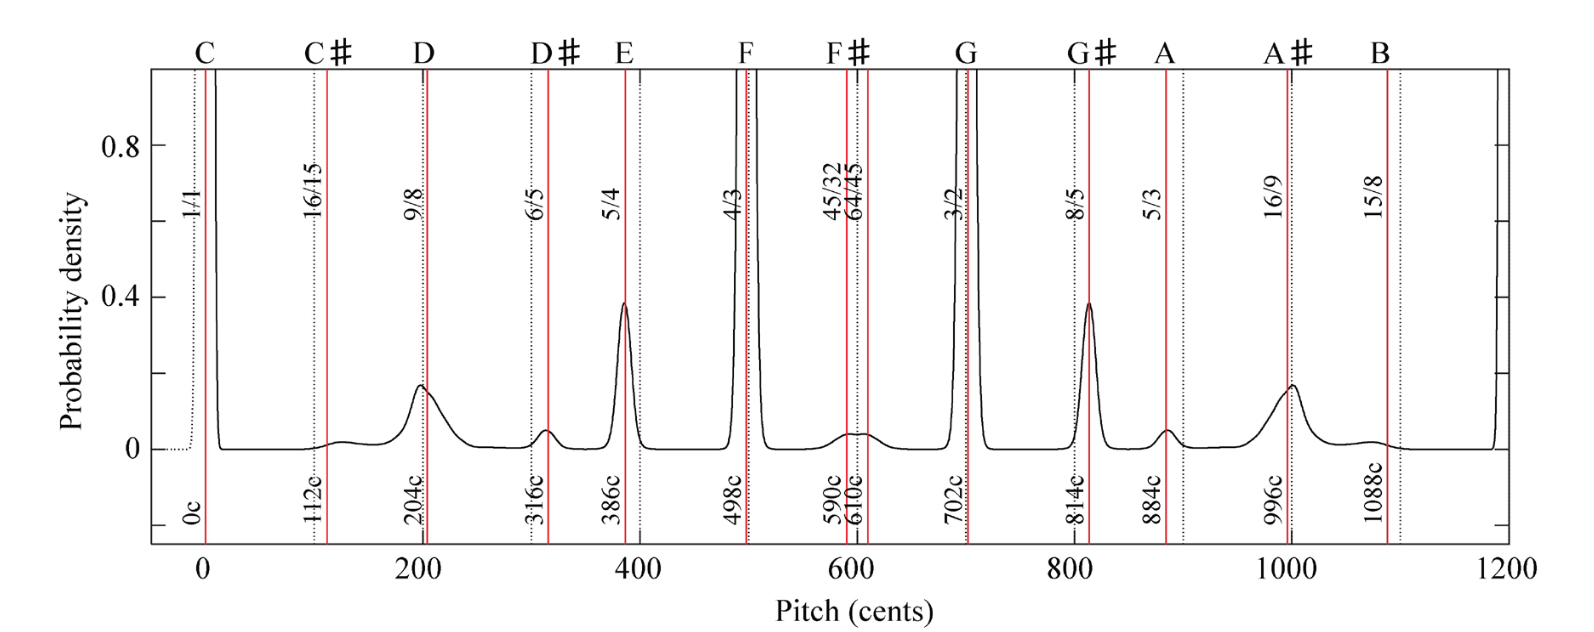 C C♯ D D♯ E F F♯ G G♯ A A♯ B
0.8
0.4
0
Probability density
1/1 16/15 9/8 6/5 5/4 4/3 45/32 64/45 3/2 8/5 5/3 16/9 15/8
0c 112c 204c 316c 386c 498c 590c 610c 702c 814c 884c 996c 1088c
0 200 400 600 800 1000 1200
Pitch (cents)